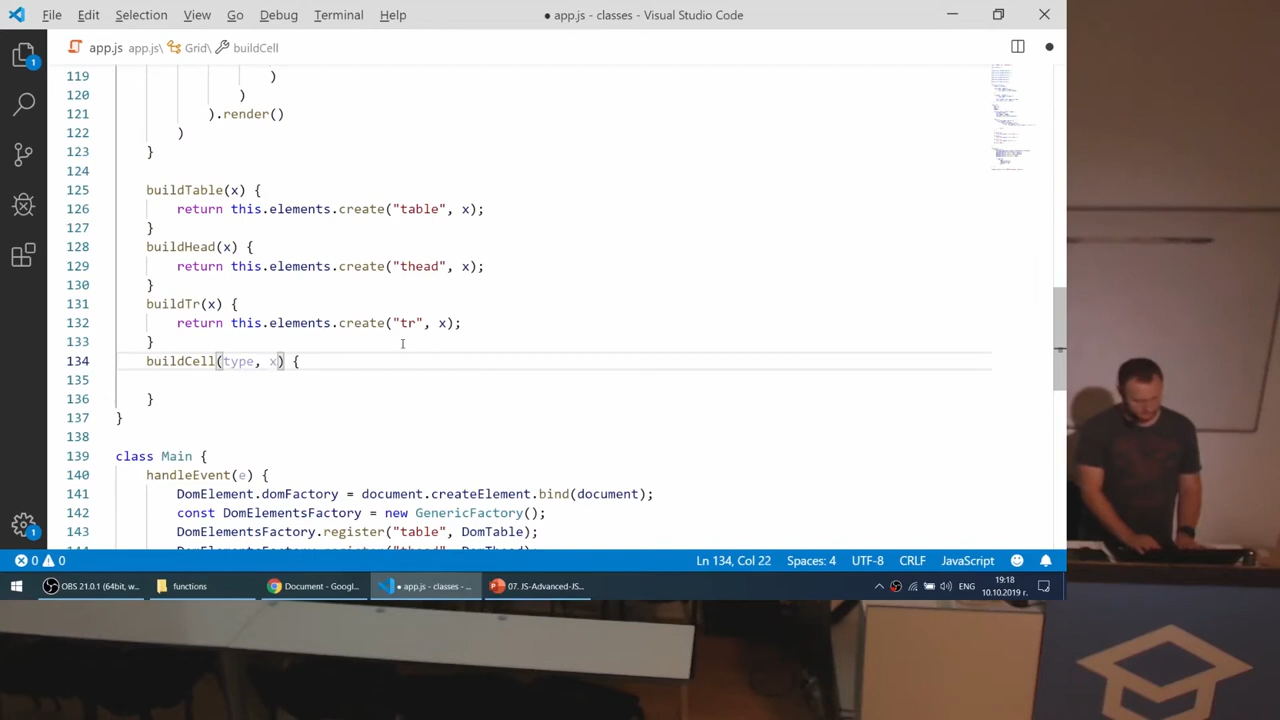 File Edit Selection View Go Debug Terminal Help
● app.js - classes - Visual Studio Code
app.js app.js\ Grid\ buildCell
119 )
120 )
121 ).render()
122 )
123 }
124
125 buildTable(x) {
126 return this.elements.create("table", x);
127 }
128 buildHead(x) {
129 return this.elements.create("thead", x);
130 }
131 buildTr(x) {
132 return this.elements.create("tr", x);
133 }
134 buildCell(type, x) {
135
136 }
137 }
138
139 class Main {
140 handleEvent(e) {
141 DomElement.domFactory = document.createElement.bind(document);
142 const DomElementsFactory = new GenericFactory();
143 DomElementsFactory.register("table", DomTable);
1
1
0 0 Ln 134, Col 22 Spaces: 4 UTF-8 CRLF JavaScript
OBS 21.0.1 (64bit, w... functions Document - Googl... ● app.js - classes - ... 07. JS-Advanced-JS... ENG 19:18
10.10.2019 г.